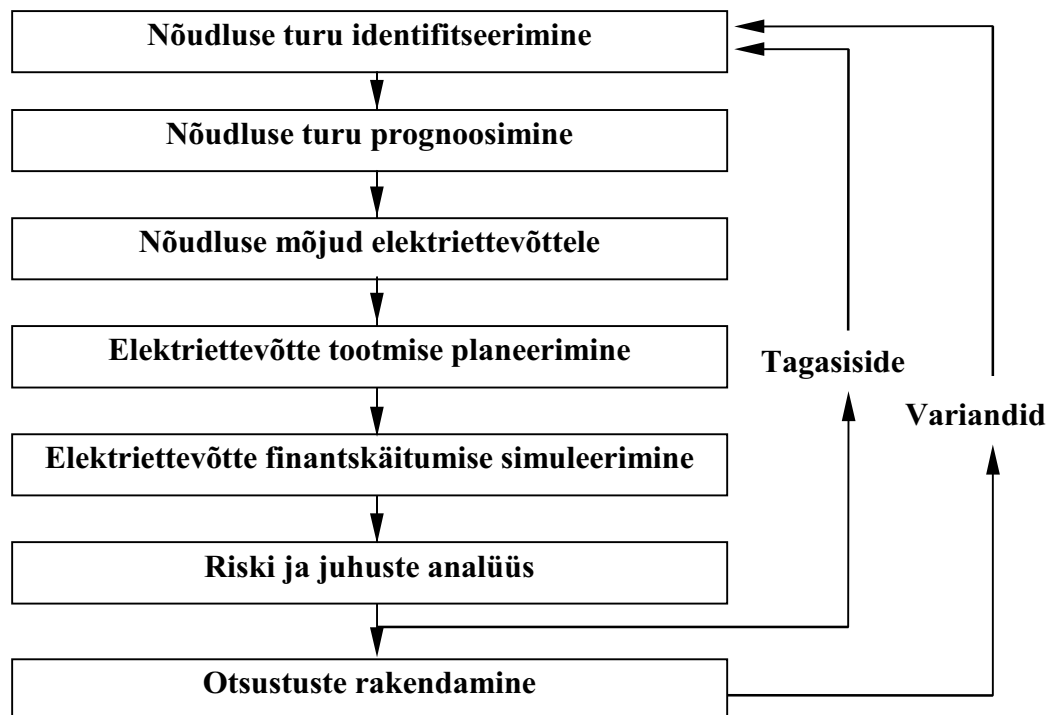 Nõudluse turu identifitseerimine
Nõudluse turu prognoosimine
Nõudluse mõjud elektriettevõttele
Elektriettevõtte tootmise planeerimine
Tagasiside
Variandid
Elektriettevõtte finantskäitumise simuleerimine
Riski ja juhuste analüüs
Otsustuste rakendamine